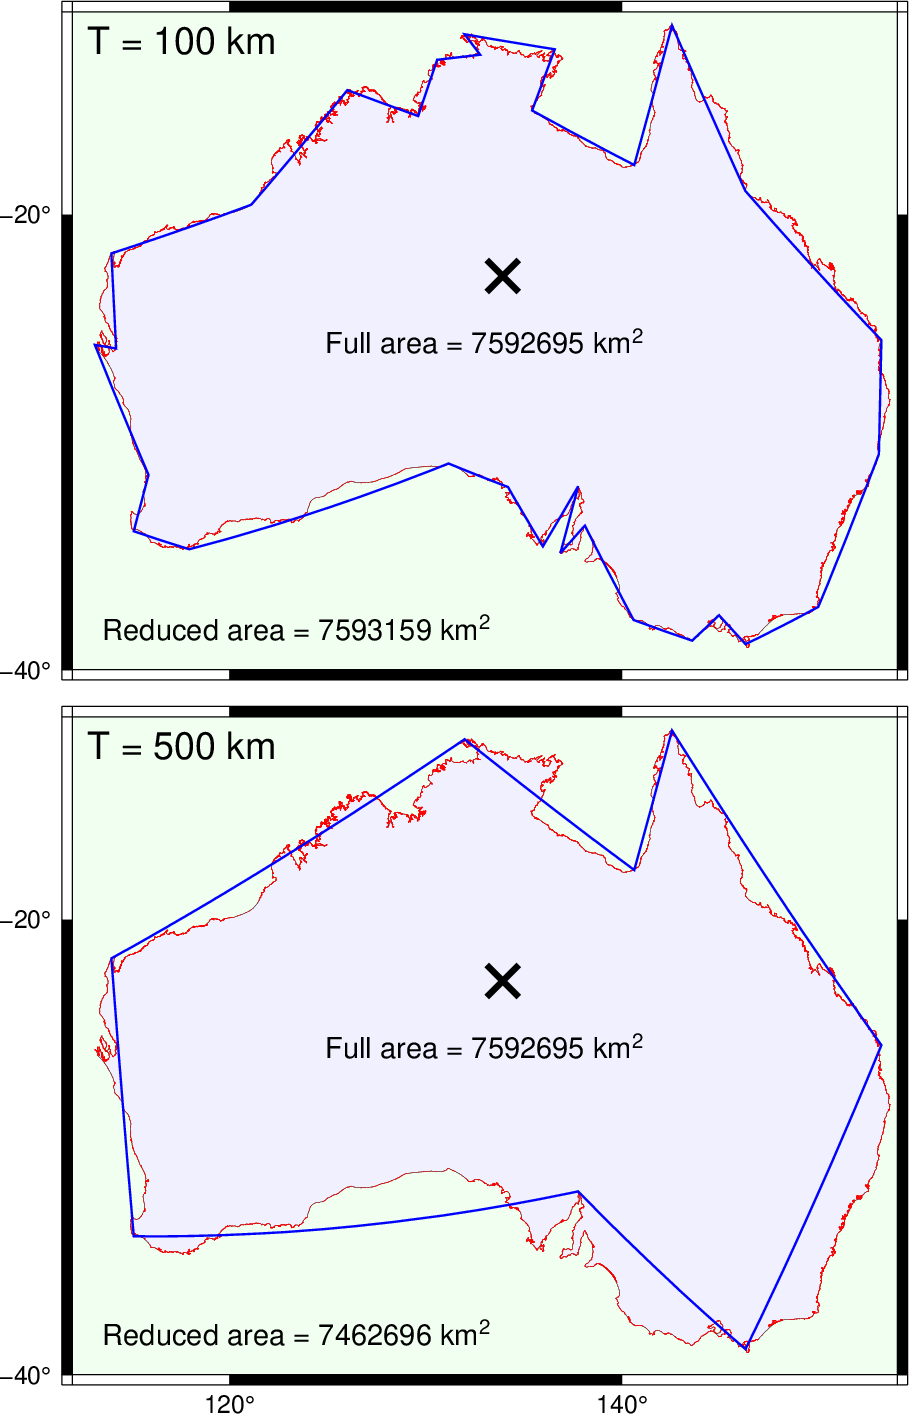 T = 100 km
−20°
Full area = 7592695 km²
Reduced area = 7593159 km²
−40°
T = 500 km
−20°
Full area = 7592695 km²
Reduced area = 7462696 km²
−40°
120° 140°